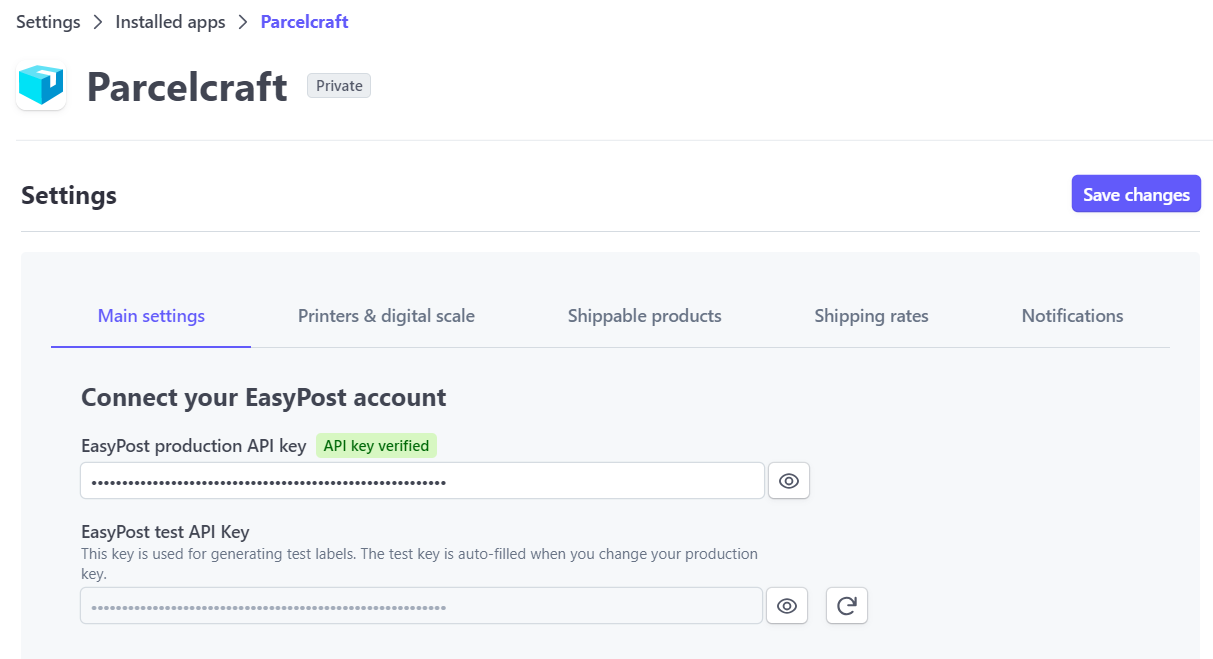 Settings > Installed apps > Parcelcraft
Parcelcraft Private
Settings
Save changes
Main settings Printers & digital scale Shippable products Shipping rates Notifications
Connect your EasyPost account
EasyPost production API key API key verified
EasyPost test API Key
This key is used for generating test labels. The test key is auto-filled when you change your production
key.